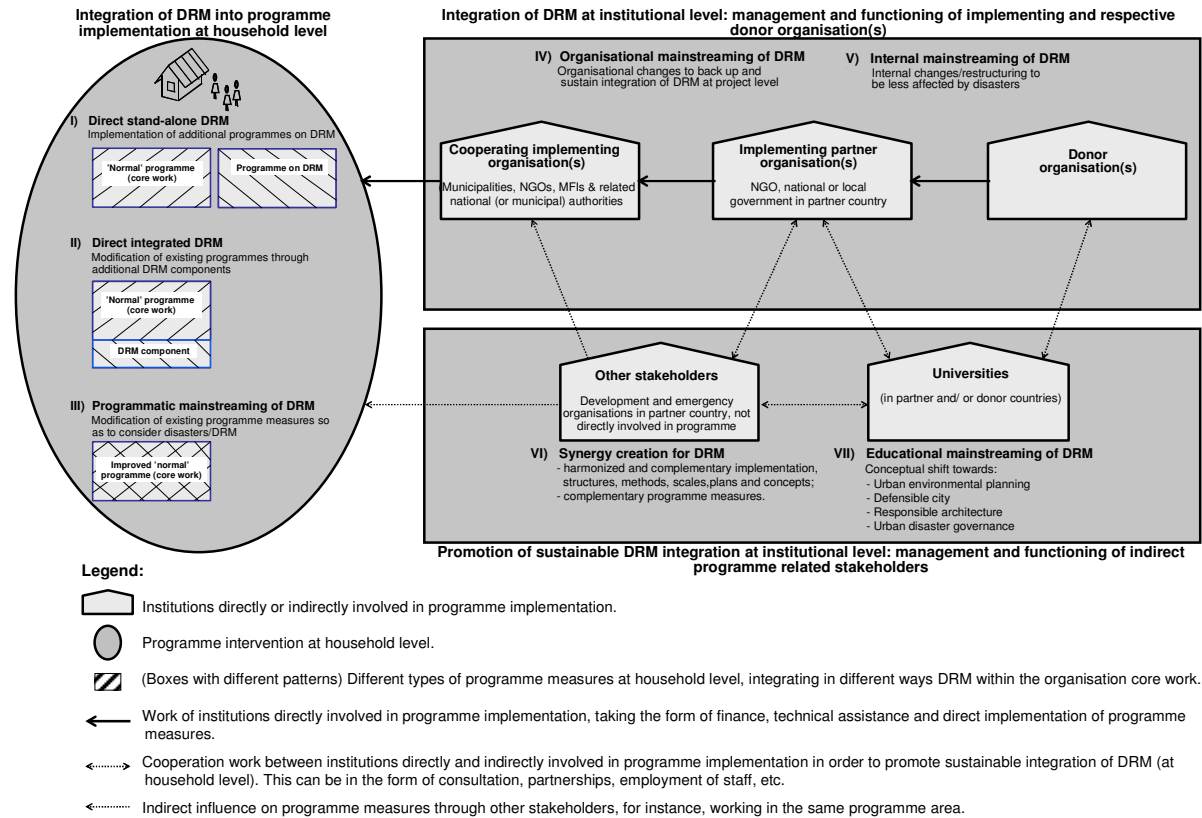 Integration of DRM into programme
implementation at household level
Integration of DRM at institutional level: management and functioning of implementing and respective
donor organisation(s)
I) Direct stand-alone DRM
Implementation of additional programmes on DRM
'Normal' programme
(core work)
Programme on DRM
II) Direct integrated DRM
Modification of existing programmes through
additional DRM components
'Normal' programme
(core work)
DRM component
III) Programmatic mainstreaming of DRM
Modification of existing programme measures so
as to consider disasters/DRM
Improved 'normal'
programme (core work)
IV) Organisational mainstreaming of DRM
Organisational changes to back up and
sustain integration of DRM at project level
V) Internal mainstreaming of DRM
Internal changes/restructuring to
be less affected by disasters
Cooperating implementing
organisation(s)
Municipalities, NGOs, MFIs & related
national (or municipal) authorities
Implementing partner
organisation(s)
NGO, national or local
government in partner country
Donor
organisation(s)
Other stakeholders
Development and emergency
organisations in partner country, not
directly involved in programme
Universities
(in partner and/ or donor countries)
VI) Synergy creation for DRM
- harmonized and complementary implementation,
structures, methods, scales,plans and concepts;
- complementary programme measures.
VII) Educational mainstreaming of DRM
Conceptual shift towards:
- Urban environmental planning
- Defensible city
- Responsible architecture
- Urban disaster governance
Promotion of sustainable DRM integration at institutional level: management and functioning of indirect
programme related stakeholders
Legend:
Institutions directly or indirectly involved in programme implementation.
Programme intervention at household level.
(Boxes with different patterns) Different types of programme measures at household level, integrating in different ways DRM within the organisation core work.
Work of institutions directly involved in programme implementation, taking the form of finance, technical assistance and direct implementation of programme
measures.
Cooperation work between institutions directly and indirectly involved in programme implementation in order to promote sustainable integration of DRM (at
household level). This can be in the form of consultation, partnerships, employment of staff, etc.
Indirect influence on programme measures through other stakeholders, for instance, working in the same programme area.